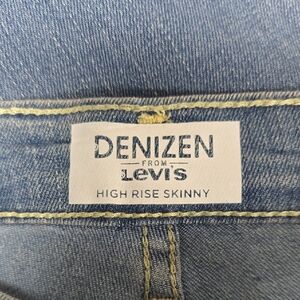 DENIZEN
FROM
Levi's
HIGH RISE SKINNY